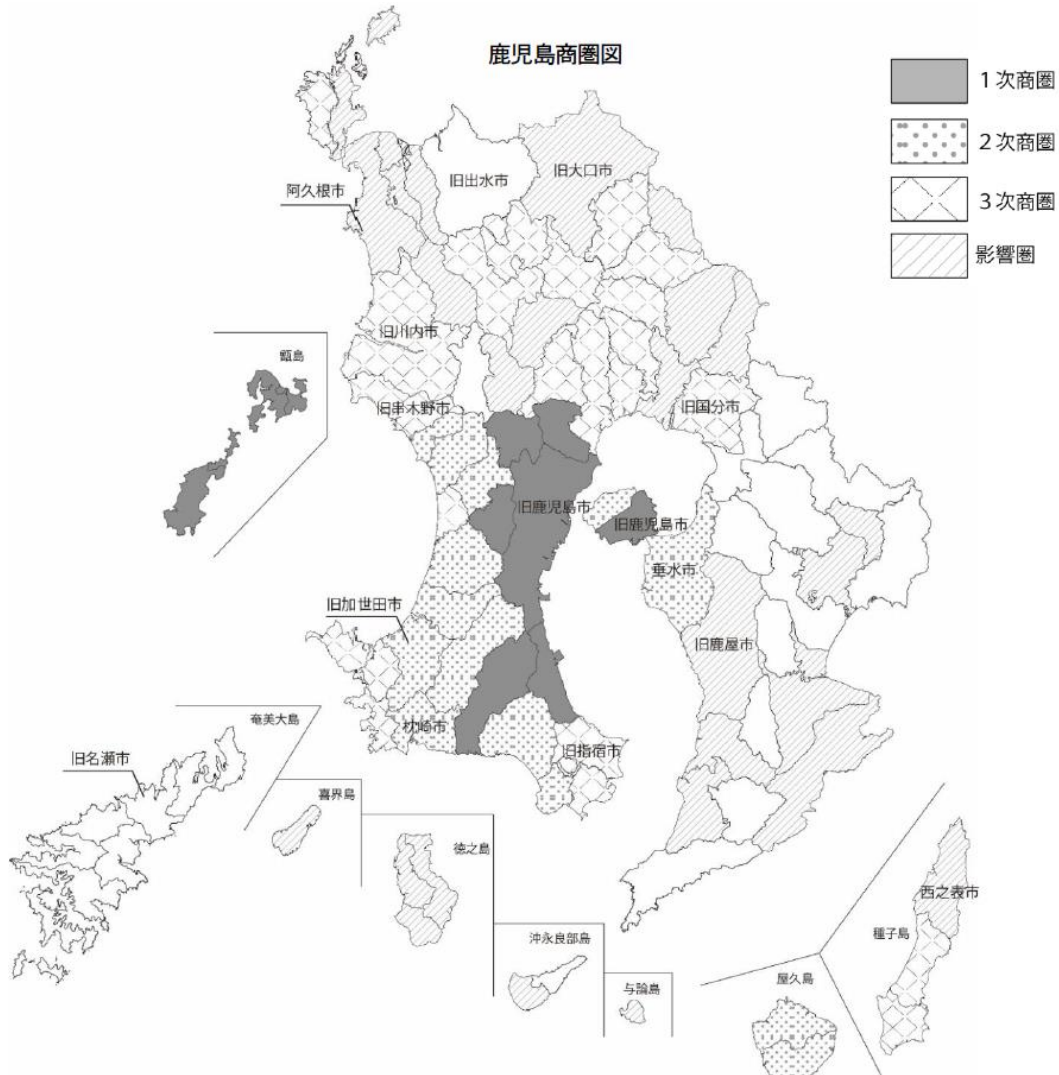 鹿児島商圏図
1次商圏
2次商圏
3次商圏
影響圏
旧出水市
旧大口市
阿久根市
旧川内市
甑島
旧串木野市
旧国分市
旧鹿児島市
旧鹿児島市
垂水市
旧加世田市
旧鹿屋市
枕崎市
旧指宿市
奄美大島
旧名瀬市
喜界島
徳之島
沖永良部島
与論島
西之表市
種子島
屋久島